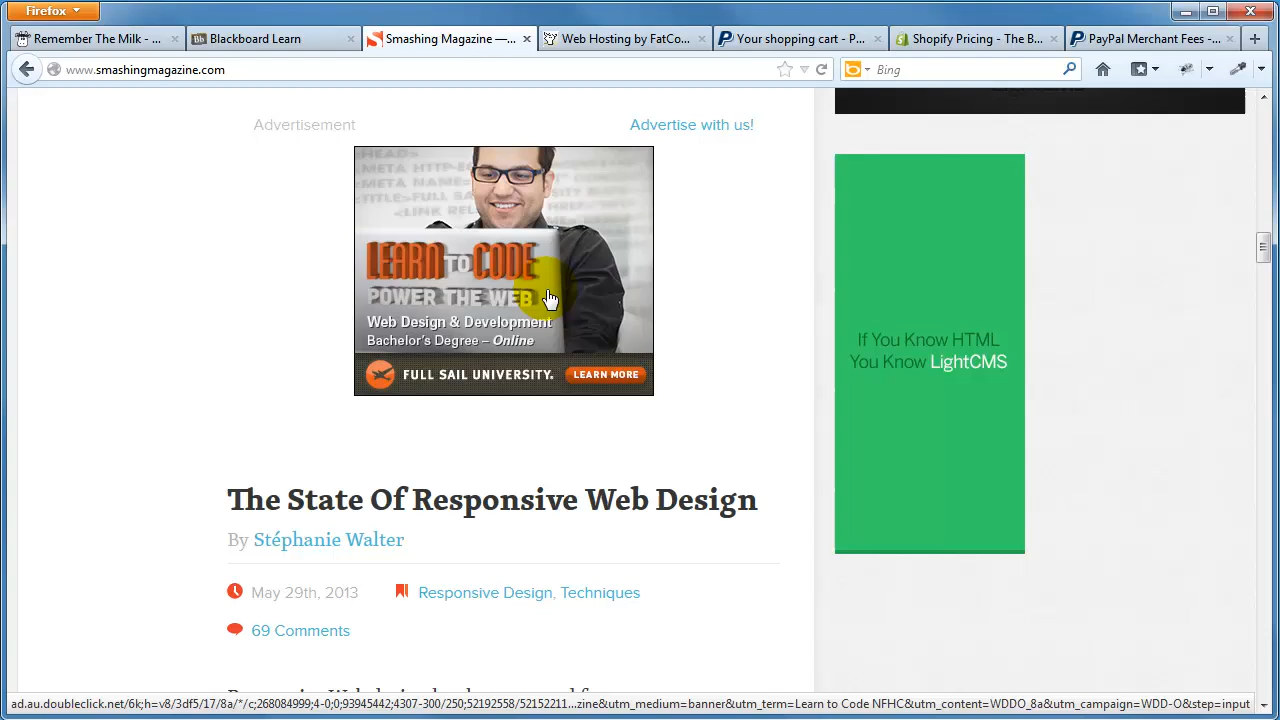 Firefox
Remember The Milk - ...
Blackboard Learn
Smashing Magazine —...
Web Hosting by FatCo...
Your shopping cart - P...
Shopify Pricing - The B...
PayPal Merchant Fees -...
www.smashingmagazine.com
Bing
Advertisement
Advertise with us!
LEARN TO CODE
POWER THE WEB
Web Design & Development
Bachelor's Degree – Online
FULL SAIL UNIVERSITY.
LEARN MORE
If You Know HTML
You Know LightCMS
The State Of Responsive Web Design
By Stéphanie Walter
May 29th, 2013
Responsive Design, Techniques
69 Comments
ad.au.doubleclick.net/6k;h=v8/3df5/17/8a/*/c;268084999;4-0;0;93945442;4307-300/250;52192558/52152211...zine&utm_medium=banner&utm_term=Learn to Code NFHC&utm_content=WDDO_8a&utm_campaign=WDD-O&step=input